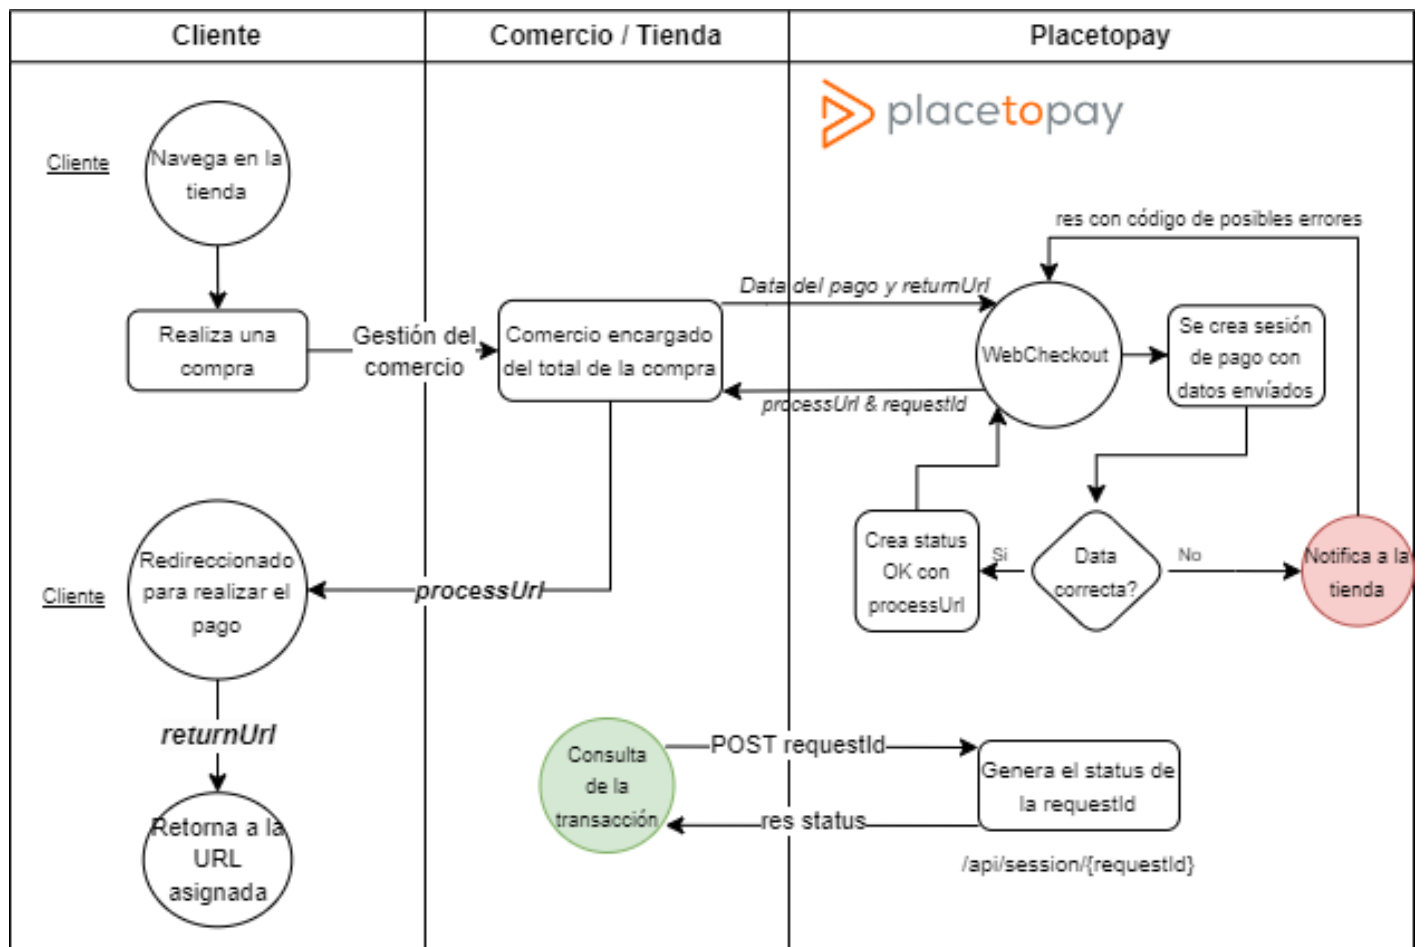 Cliente
Comercio / Tienda
Placetopay
placetopay
Cliente
Navega en la
tienda
res con código de posibles errores
Data del pago y returnUrl
Realiza una
compra
Gestión del
comercio
Comercio encargado
del total de la compra
WebCheckout
Se crea sesión
de pago con
datos envíados
processUrl & requestId
Cliente
Redireccionado
para realizar el
pago
processUrl
Crea status
OK con
processUrl
Si
Data
correcta?
No
Notifica a la
tienda
returnUrl
Retorna a la
URL
asignada
Consulta
de la
transacción
POST requestId
res status
Genera el status de
la requestId
/api/session/{requestId}